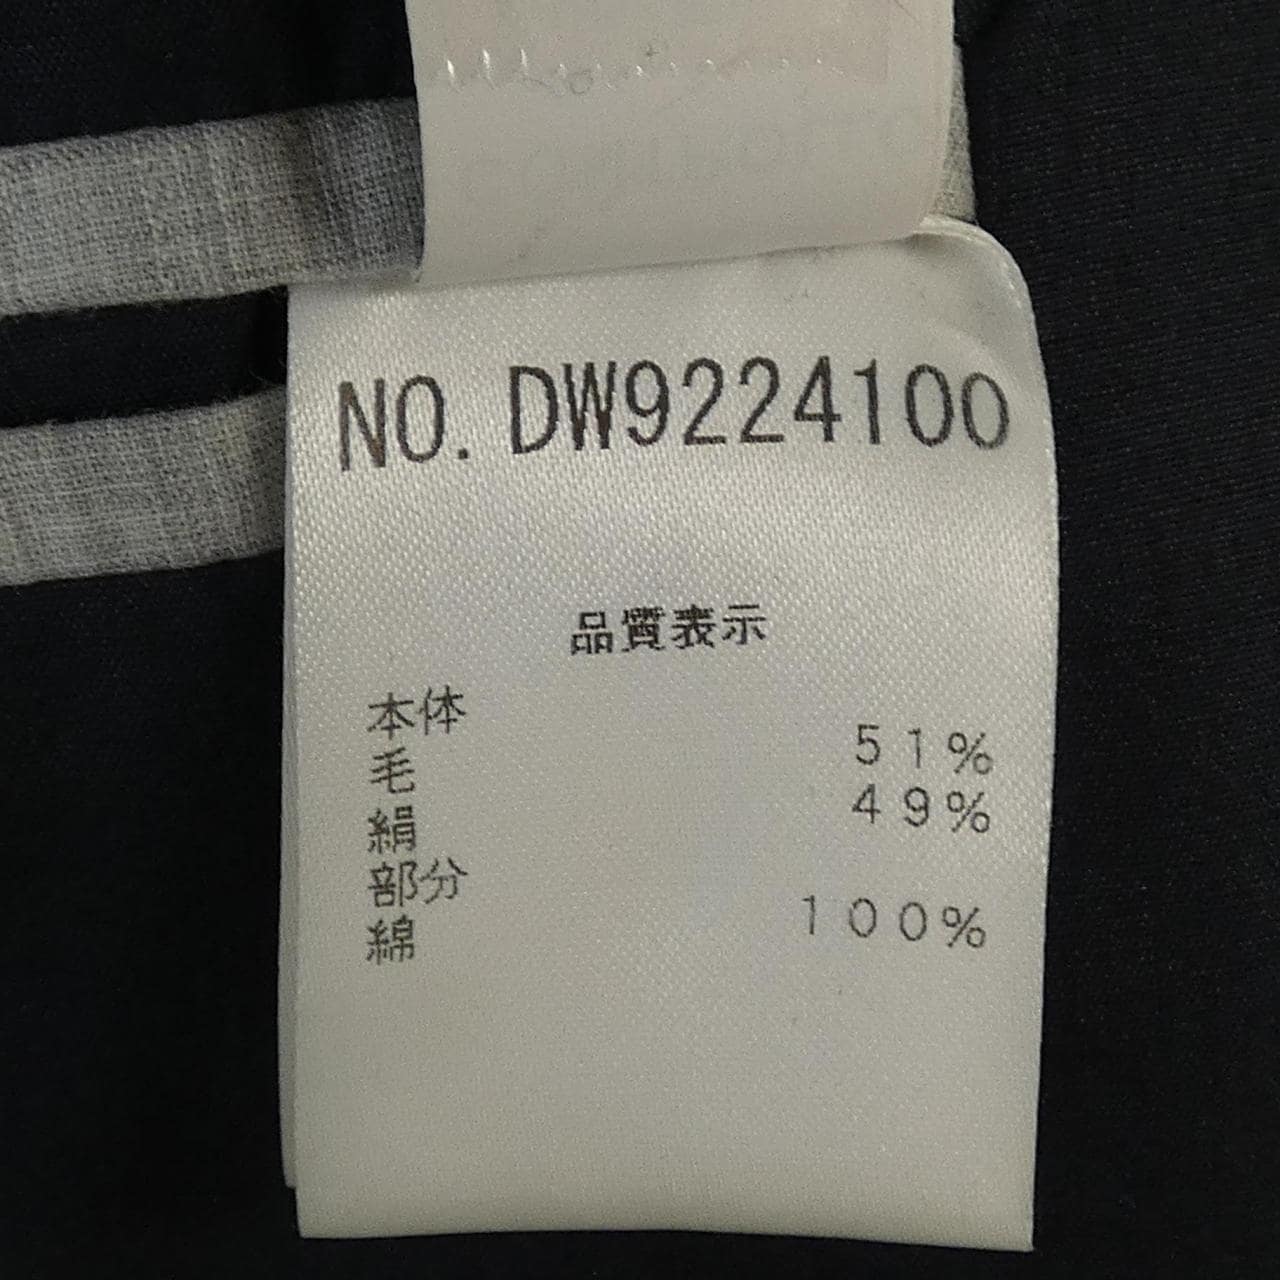 NO. DW9224100
品質表示
本体
毛 51%
絹 49%
部分
綿 100%